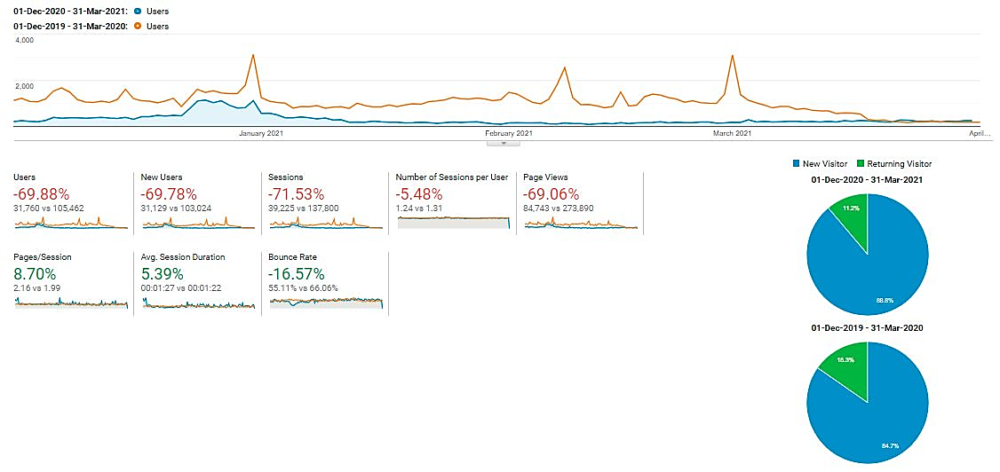 01-Dec-2020 - 31-Mar-2021: Users
01-Dec-2019 - 31-Mar-2020: Users
4,000
2,000
January 2021 February 2021 March 2021 April...
New Visitor Returning Visitor
01-Dec-2020 - 31-Mar-2021
11.2%
88.8%
Users New Users Sessions Number of Sessions per User Page Views
-69.88% -69.78% -71.53% -5.48% -69.06%
31,760 vs 105,462 31,129 vs 103,024 39,225 vs 137,800 1.24 vs 1.31 84,743 vs 273,890
Pages/Session Avg. Session Duration Bounce Rate
8.70% 5.39% -16.57%
2.16 vs 1.99 00:01:27 vs 00:01:22 55.11% vs 66.06%
01-Dec-2019 - 31-Mar-2020
15.3%
84.7%